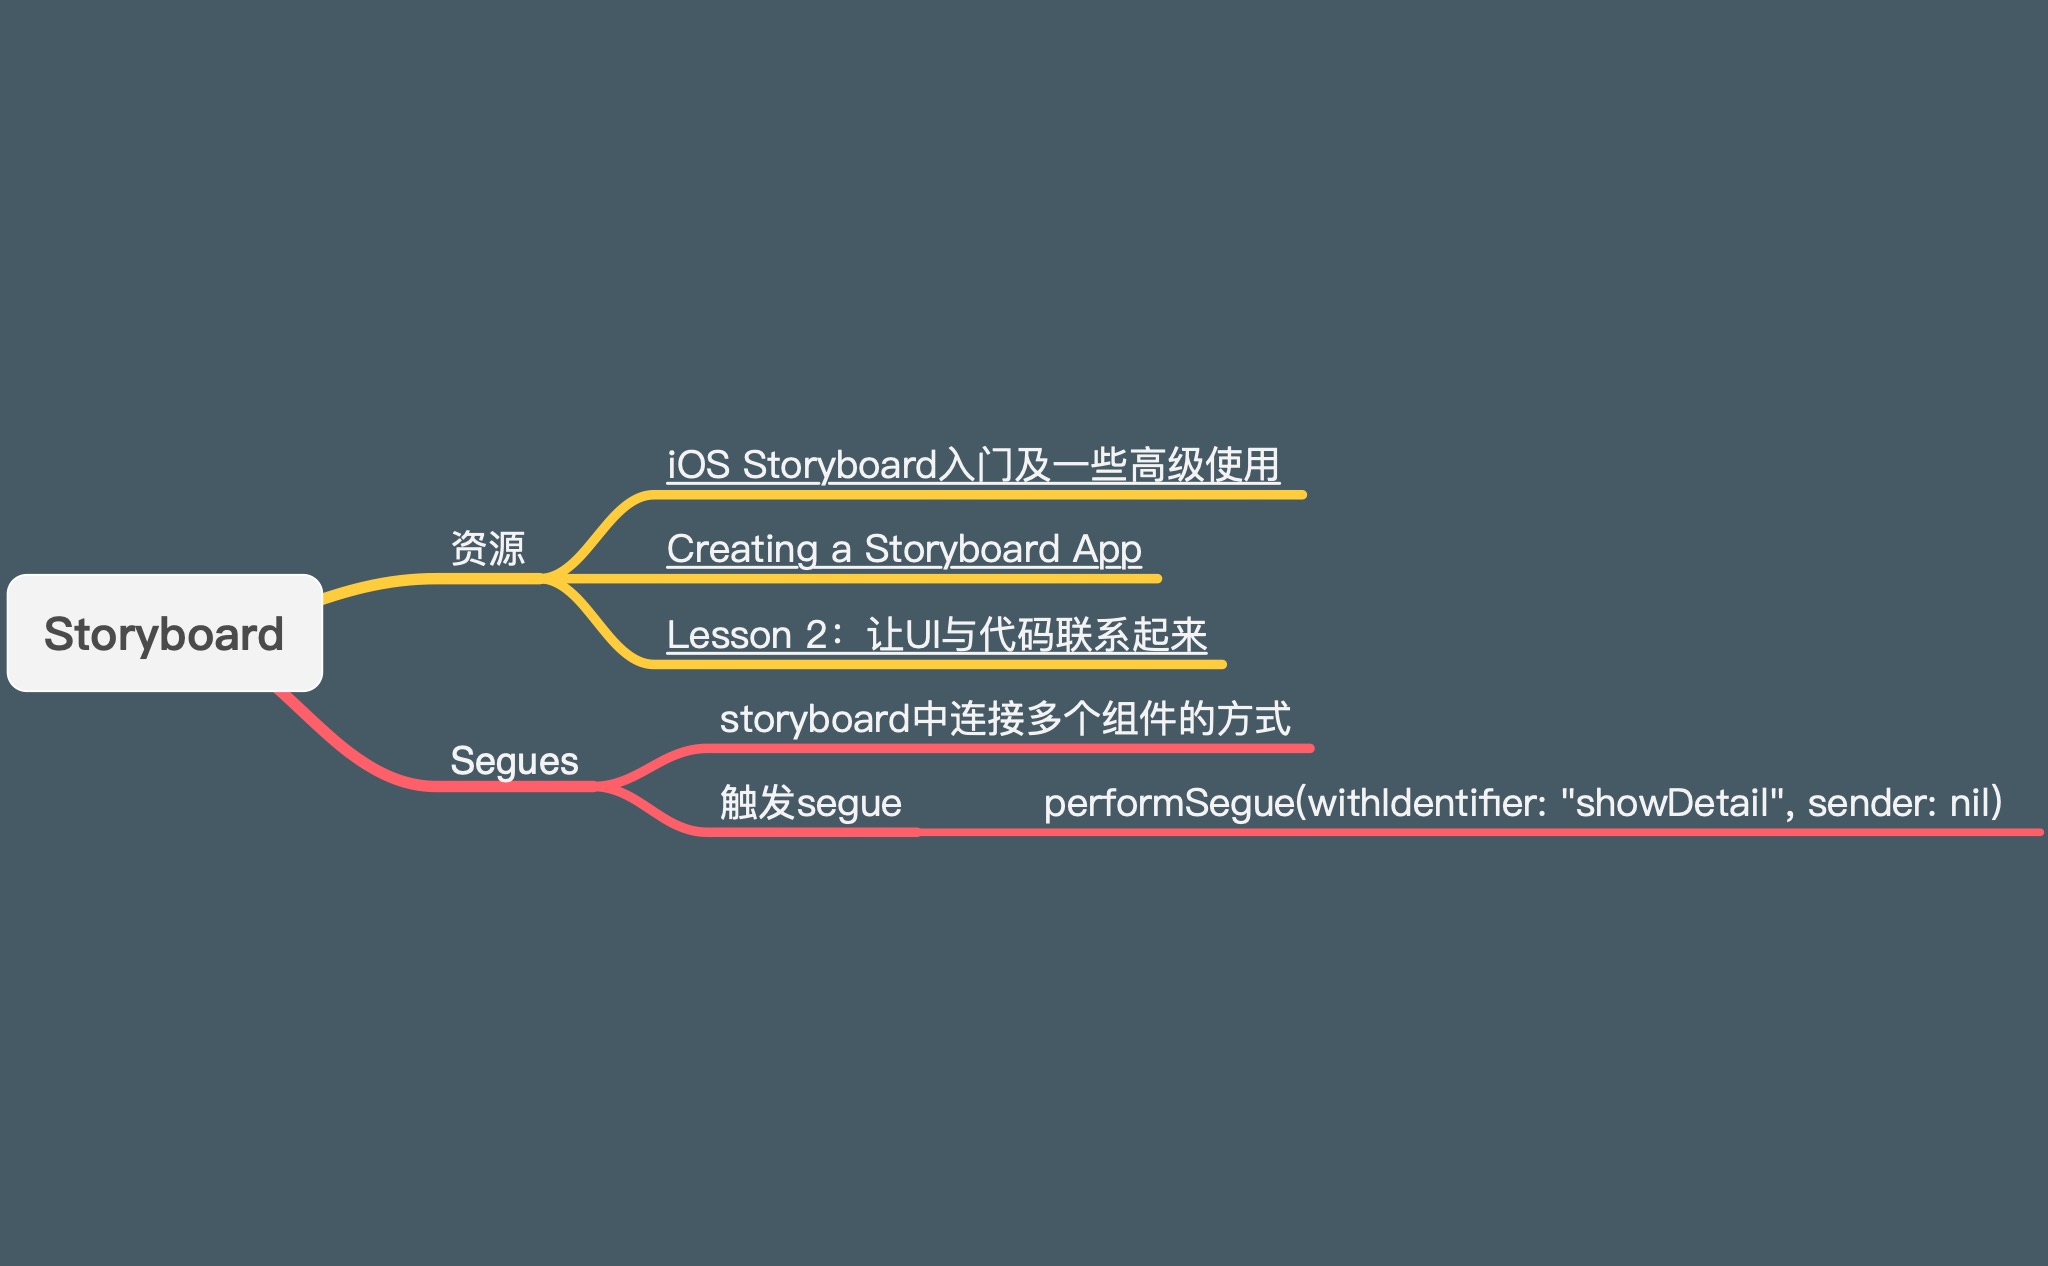 Storyboard
资源
iOS Storyboard入门及一些高级使用
Creating a Storyboard App
Lesson 2：让UI与代码联系起来
Segues
storyboard中连接多个组件的方式
触发segue
performSegue(withIdentifier: "showDetail", sender: nil)